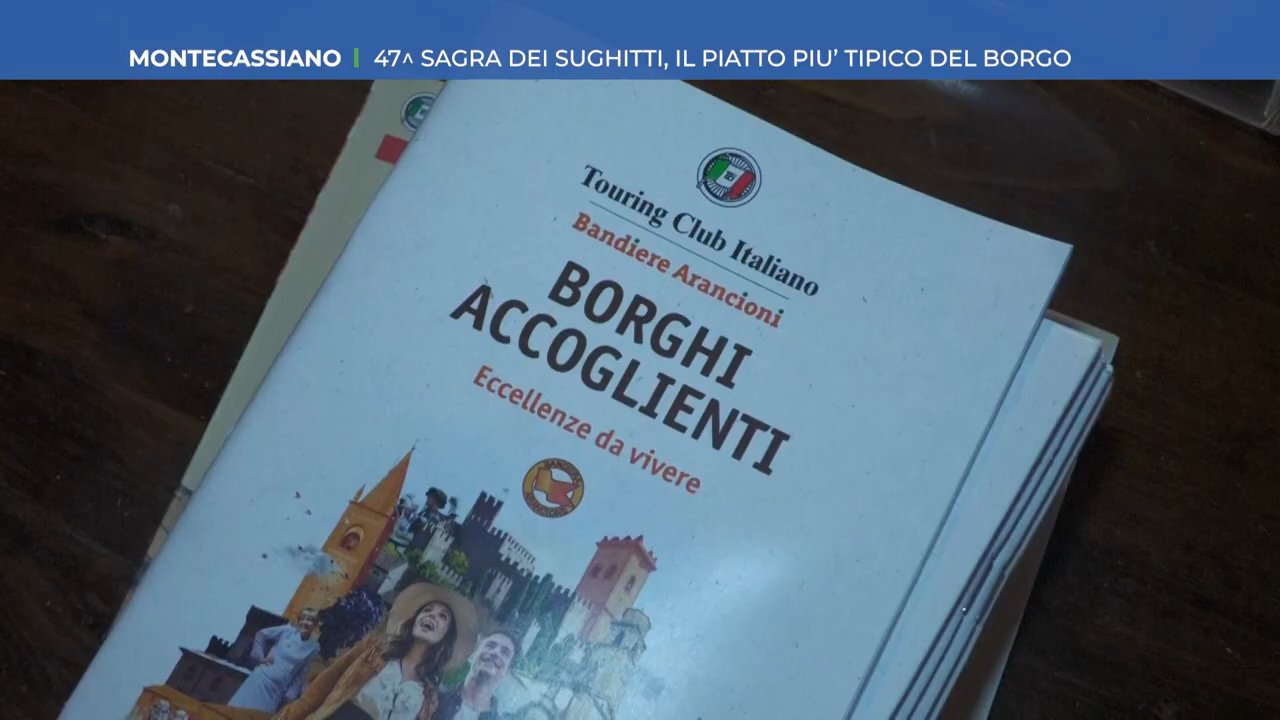 MONTECASSIANO | 47^ SAGRA DEI SUGHITTI, IL PIATTO PIU' TIPICO DEL BORGO
Touring Club Italiano
Bandiere Arancioni
BORGHI
ACCOGLIENTI
Eccellenze da vivere